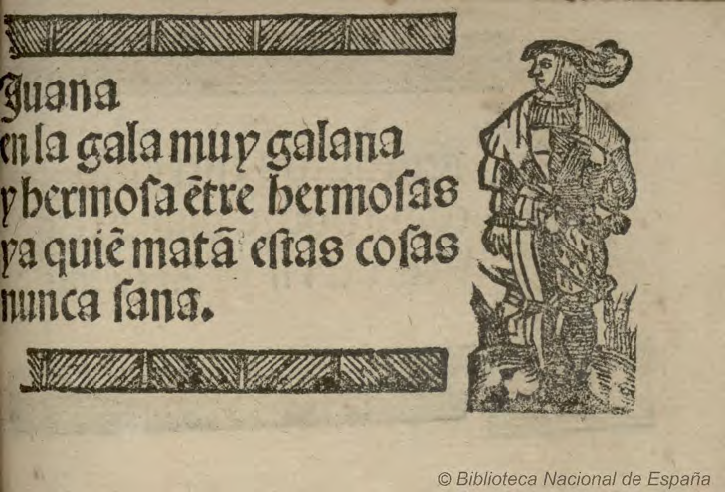 Juana
en la gala muy galana
y hermosa ẽtre hermosas
ya quiẽ matã eſtas coſas
nunca ſana.
© Biblioteca Nacional de España